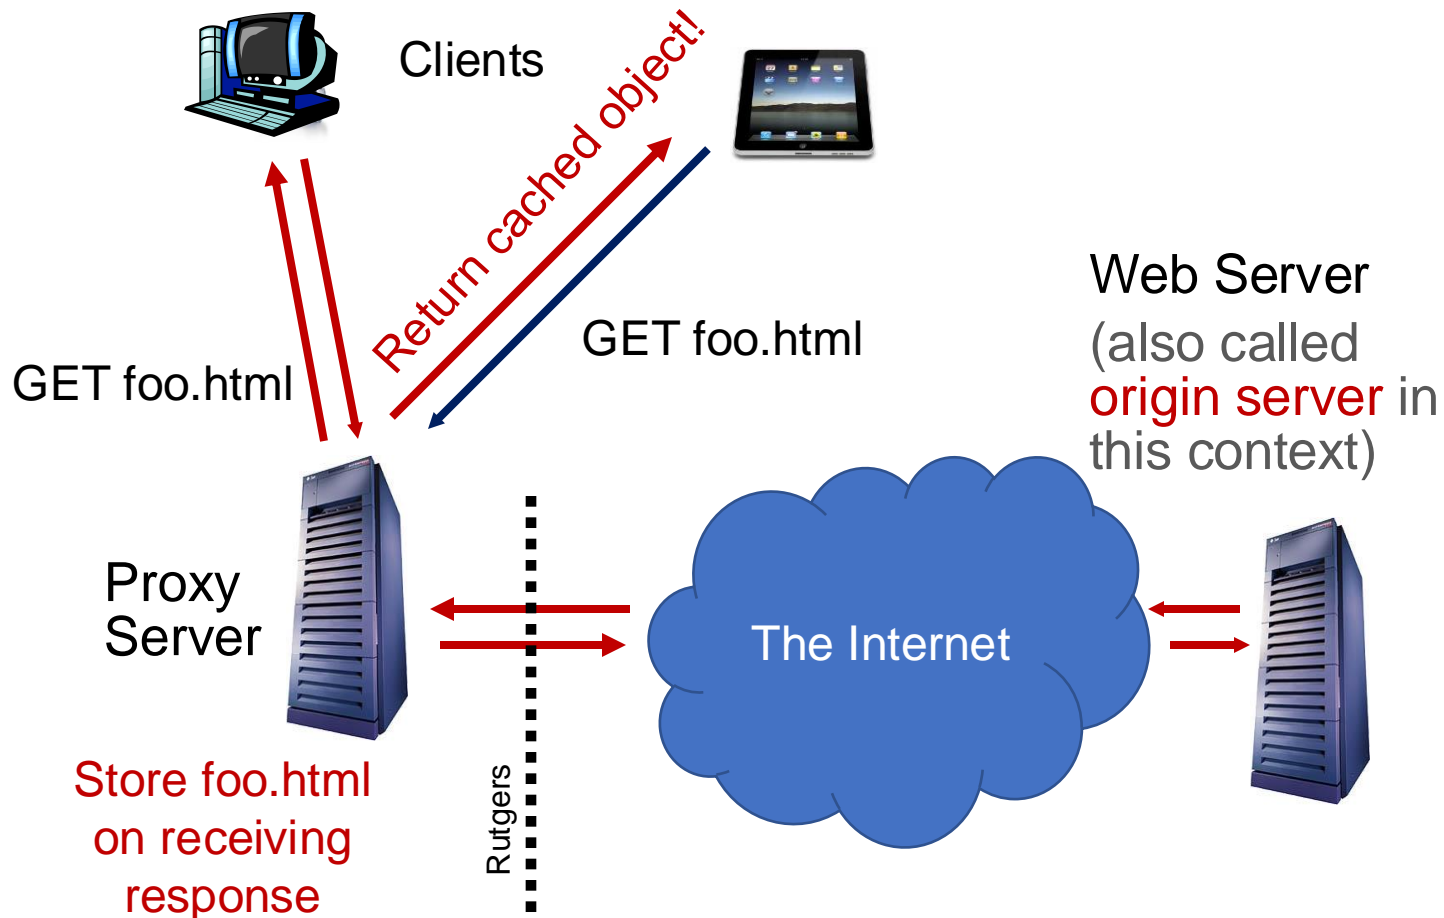 Clients
Return cached object!
GET foo.html
GET foo.html
Web Server
(also called
origin server in
this context)
Proxy
Server
The Internet
Store foo.html
on receiving
response
Rutgers